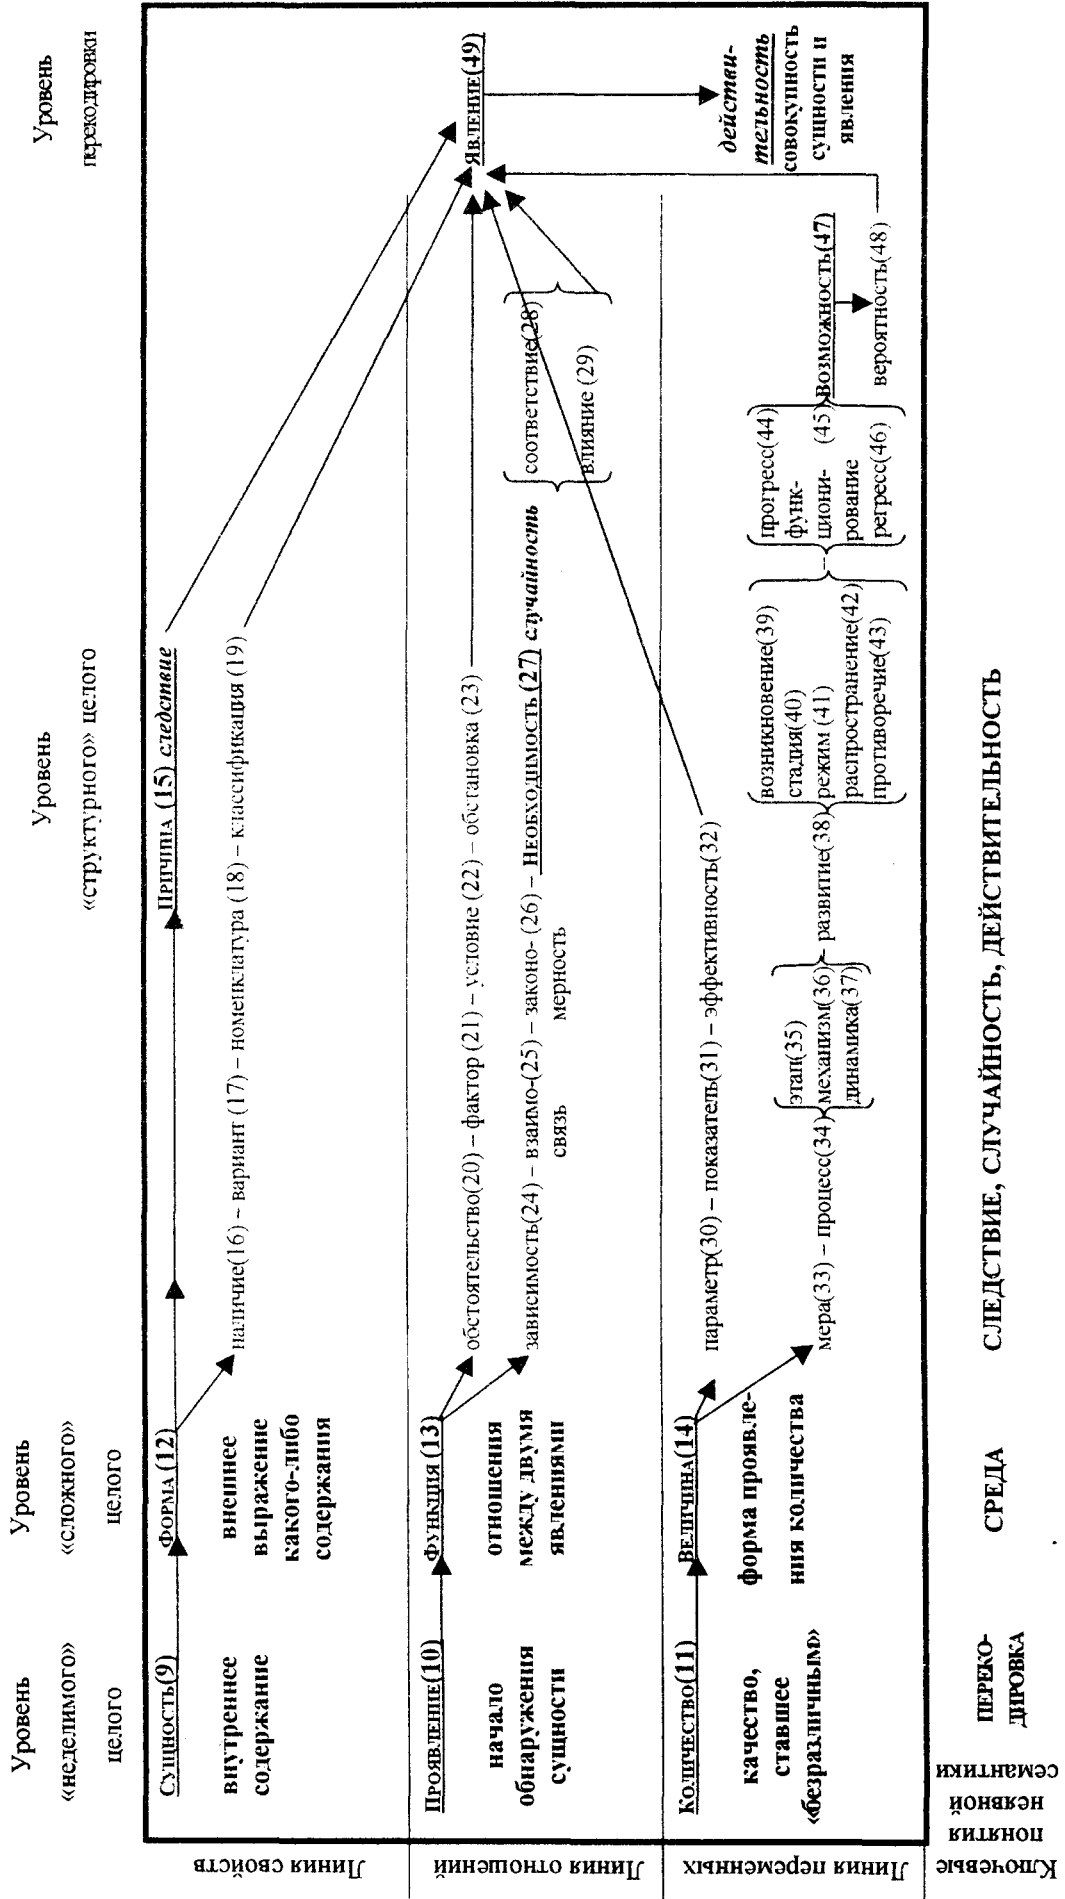 Уровень
«неделимого»
целого
Уровень
«сложного»
целого
Уровень
«структурного» целого
Уровень
перекодировки
Линия свойств
Сущность(9)
внутреннее
содержание
Форма (12)
внешнее
выражение
какого-либо
содержания
Причина (15) следствие
наличие(16) – вариант (17) – номенклатура (18) – классификация (19)
Линия отношений
Проявление(10)
начало
обнаружения
сущности
Функция (13)
отношения
между двумя
явлениями
обстоятельство(20) – фактор (21) – условие (22) – обстановка (23)
зависимость(24) – взаимо-(25) – законо- (26) – Необходимость (27) случайность
связь мерность
соответствие(28)
влияние (29)
Явление(49)
Линия переменных
Количество(11)
качество,
ставшее
«безразличным»
Величина(14)
форма проявле-
ния количества
параметр(30) – показатель(31) – эффективность(32)
мера(33) – процесс(34)
этап(35)
механизм(36)
динамика(37)
– развитие(38)
возникновение(39)
стадия(40)
режим (41)
распространение(42)
противоречие(43)
прогресс(44)
функ-
циони- (45)
рование
регресс(46)
Возможность(47)
вероятность(48)
действи-
тельность
совокупность
сущности и
явления
Ключевые
понятия
неявной
семантики
ПЕРЕКО-
ДИРОВКА
СРЕДА
СЛЕДСТВИЕ, СЛУЧАЙНОСТЬ, ДЕЙСТВИТЕЛЬНОСТЬ